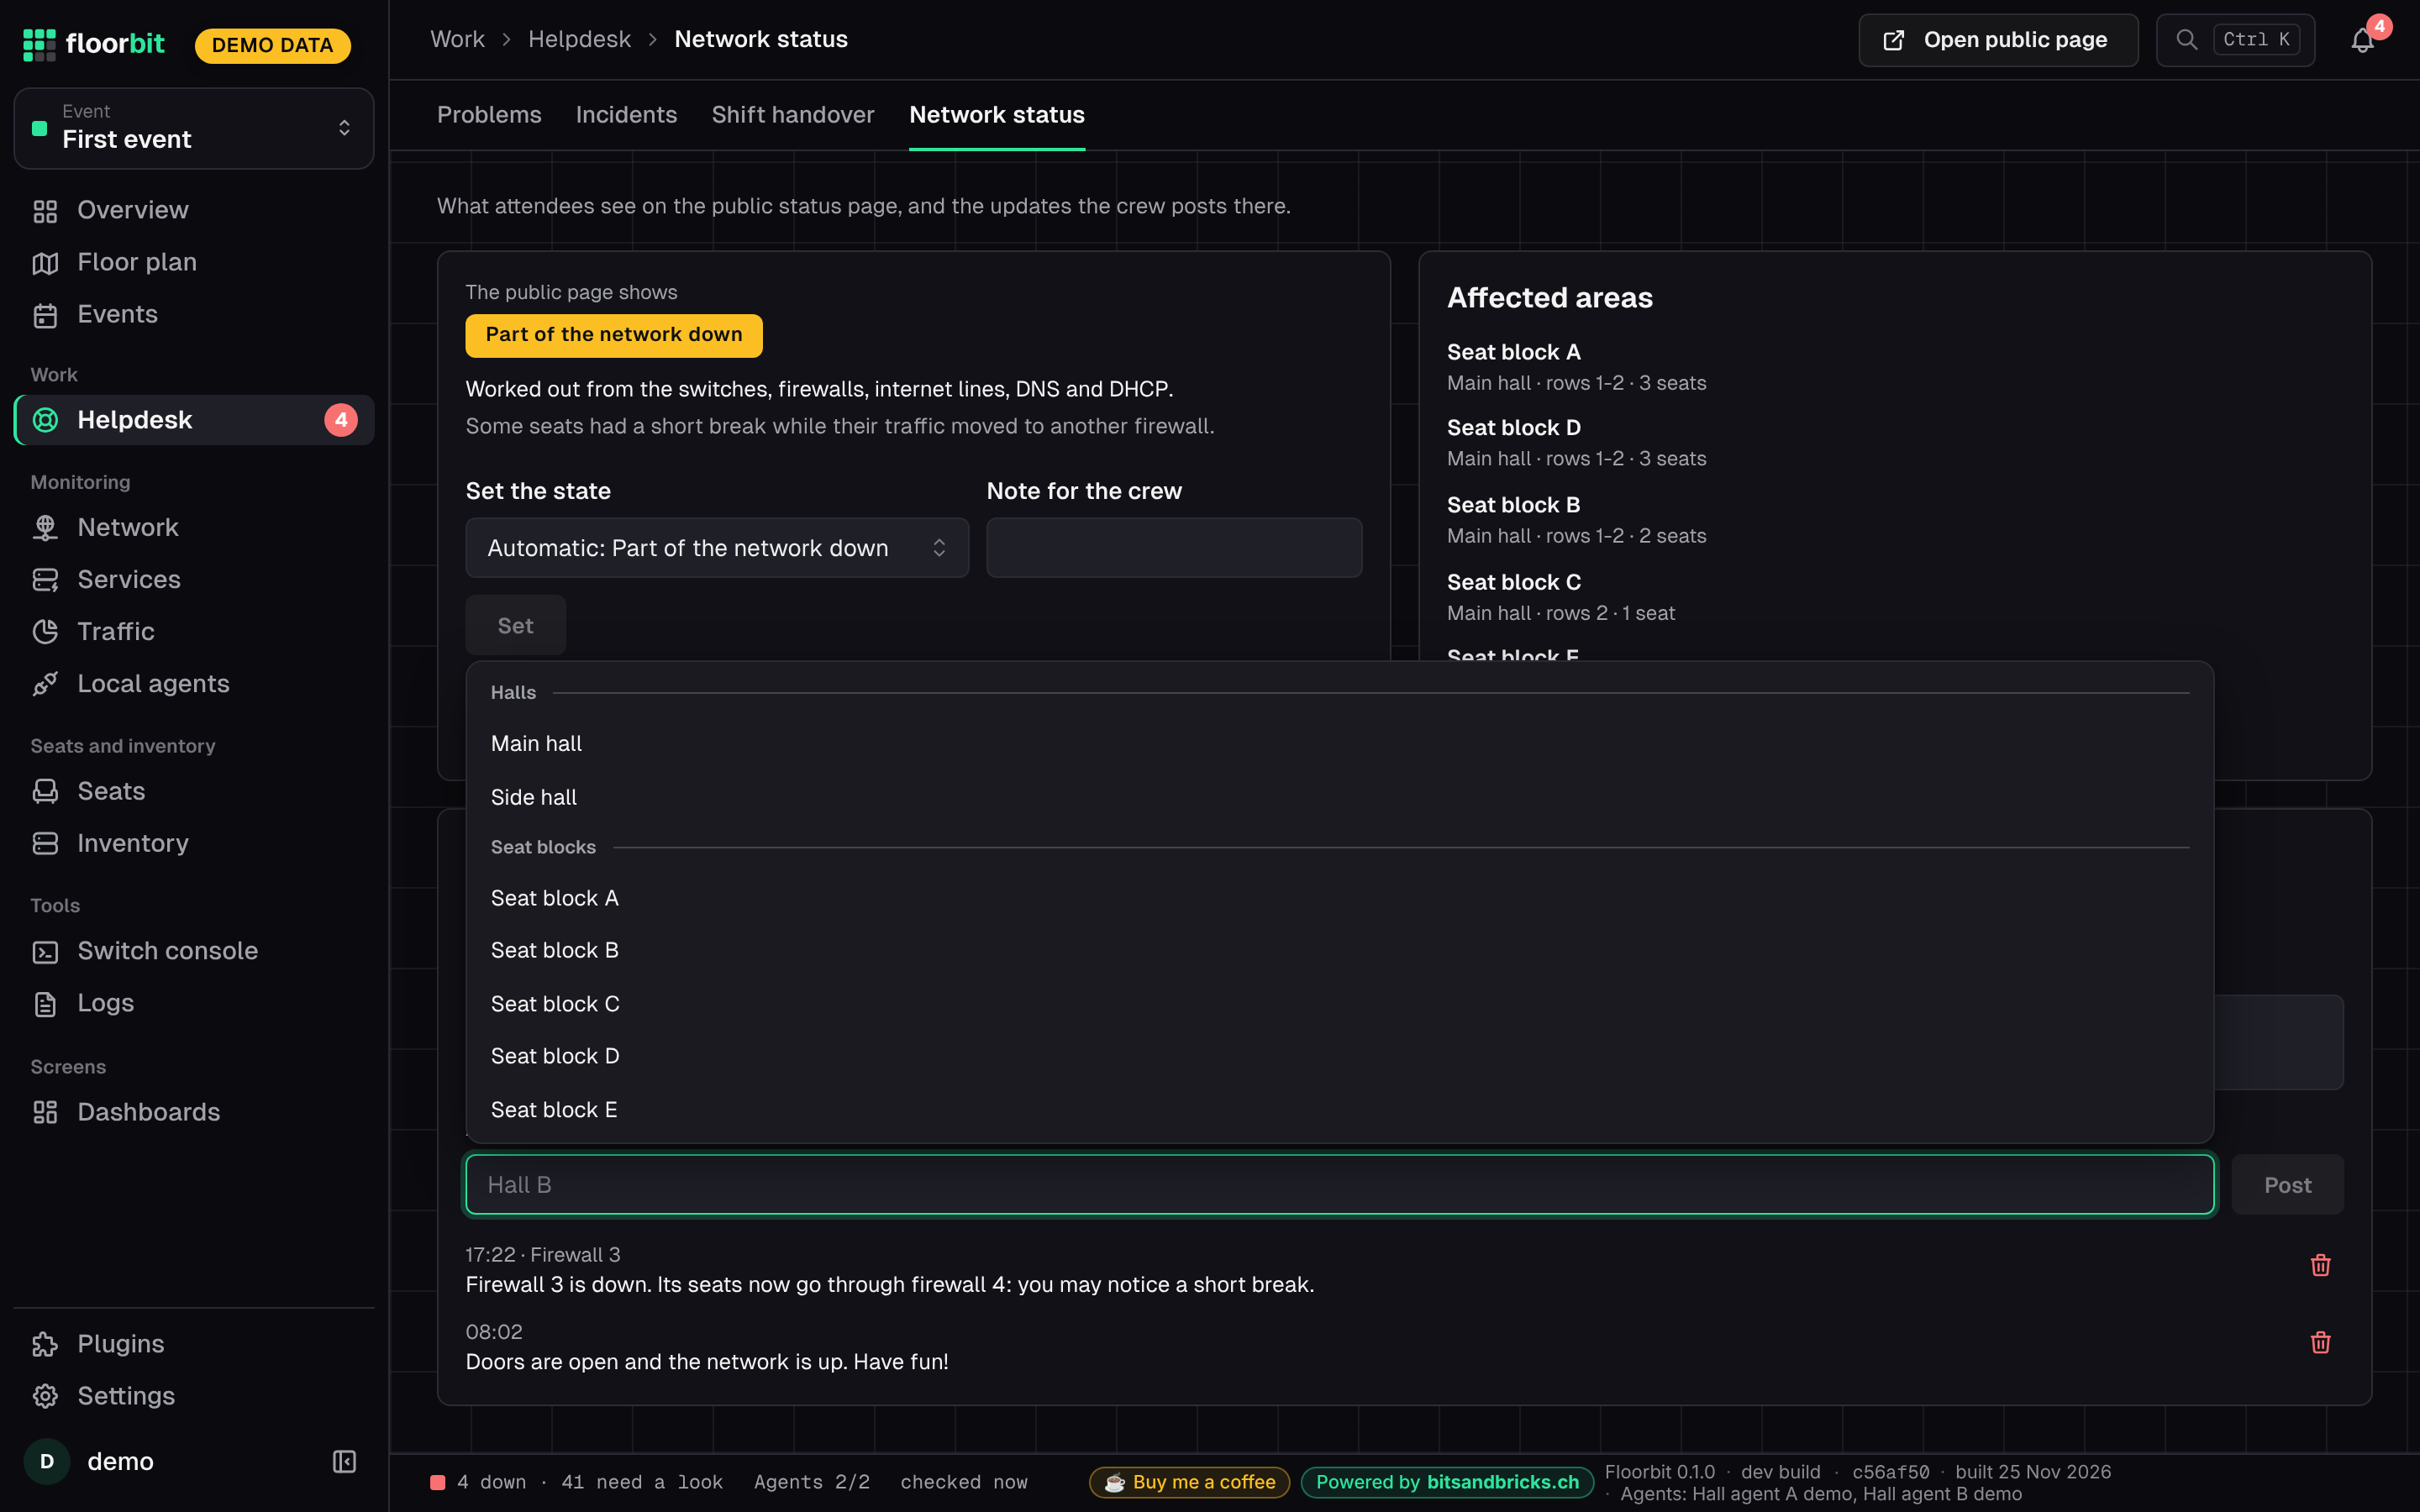 floorbit
DEMO DATA
Event
First event
Overview
Floor plan
Events
Work
Helpdesk
4
Monitoring
Network
Services
Traffic
Local agents
Seats and inventory
Seats
Inventory
Tools
Switch console
Logs
Screens
Dashboards
Plugins
Settings
D
demo
Work > Helpdesk > Network status
Open public page
Ctrl K
4
Problems
Incidents
Shift handover
Network status
What attendees see on the public status page, and the updates the crew posts there.
The public page shows
Part of the network down
Worked out from the switches, firewalls, internet lines, DNS and DHCP.
Some seats had a short break while their traffic moved to another firewall.
Set the state
Note for the crew
Automatic: Part of the network down
Set
Affected areas
Seat block A
Main hall · rows 1-2 · 3 seats
Seat block D
Main hall · rows 1-2 · 3 seats
Seat block B
Main hall · rows 1-2 · 2 seats
Seat block C
Main hall · rows 2 · 1 seat
Seat block E
Halls
Main hall
Side hall
Seat blocks
Seat block A
Seat block B
Seat block C
Seat block D
Seat block E
Hall B
Post
17:22 · Firewall 3
Firewall 3 is down. Its seats now go through firewall 4: you may notice a short break.
08:02
Doors are open and the network is up. Have fun!
4 down · 41 need a look
Agents 2/2
checked now
☕ Buy me a coffee
Powered by bitsandbricks.ch
Floorbit 0.1.0 · dev build · c56af50 · built 25 Nov 2026
· Agents: Hall agent A demo, Hall agent B demo